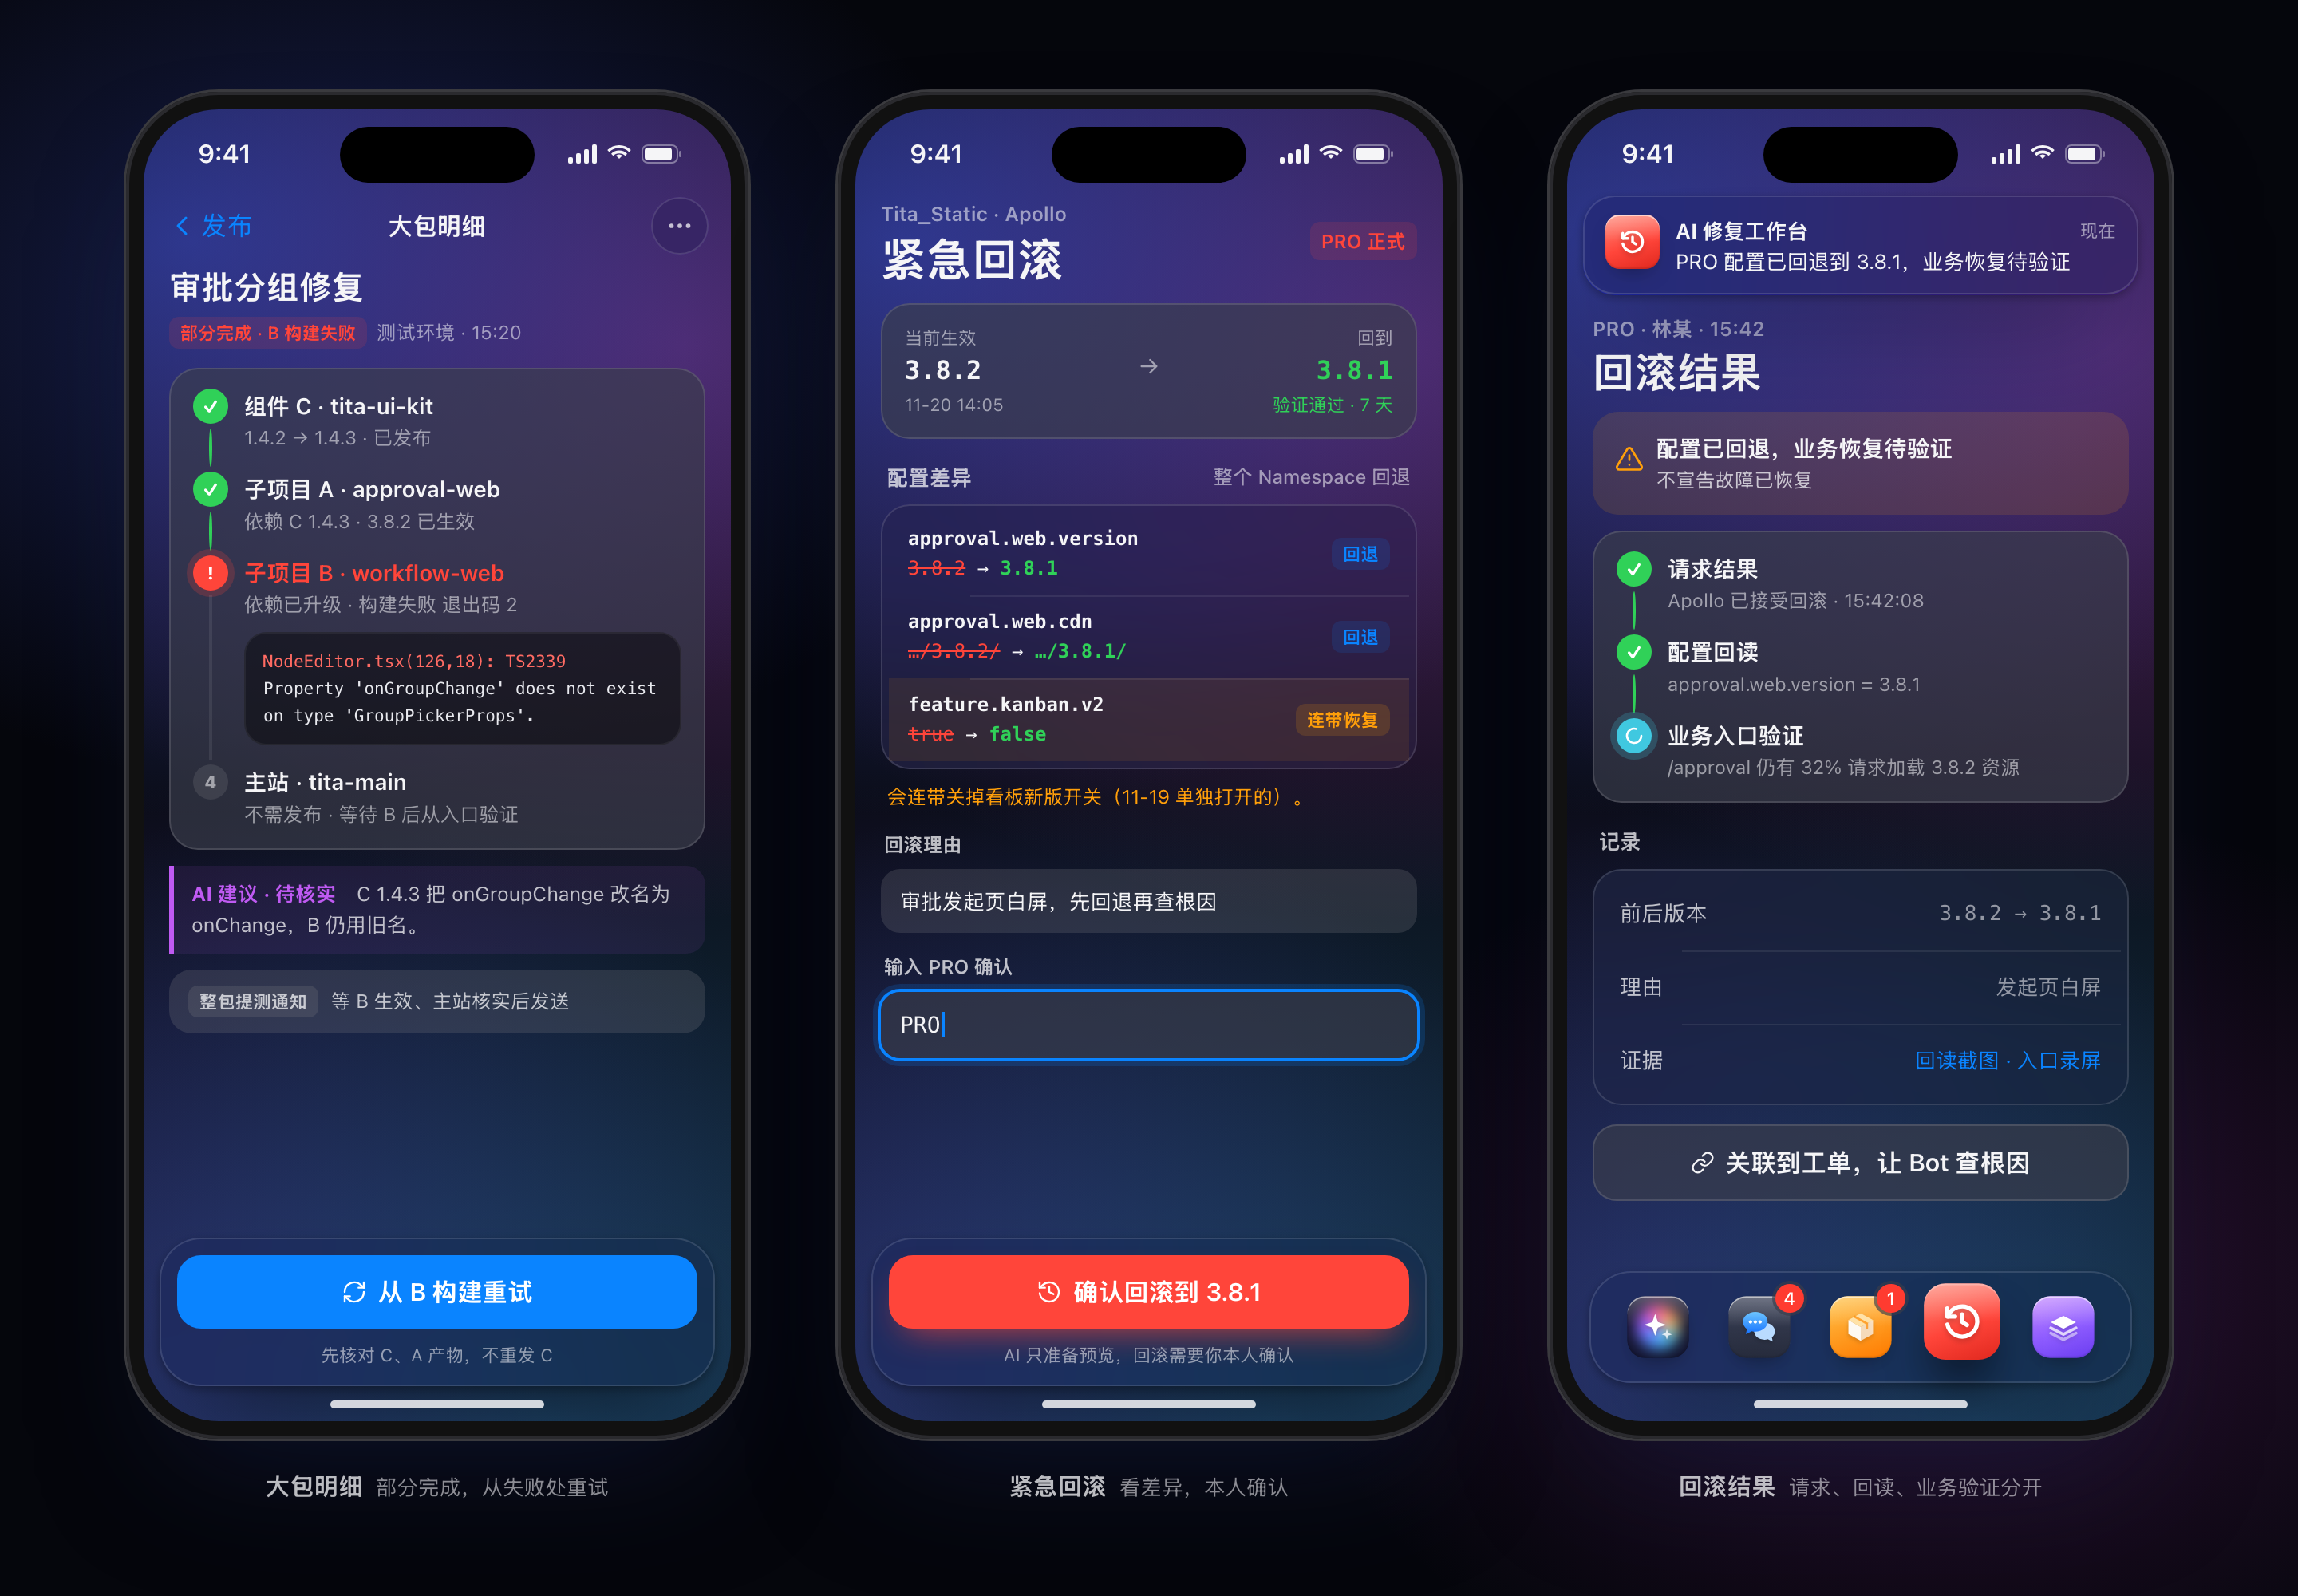 9:41
发布
大包明细
审批分组修复
部分完成 · B 构建失败 测试环境 · 15:20
组件 C · tita-ui-kit
1.4.2 → 1.4.3 · 已发布
子项目 A · approval-web
依赖 C 1.4.3 · 3.8.2 已生效
子项目 B · workflow-web
依赖已升级 · 构建失败 退出码 2
NodeEditor.tsx(126,18): TS2339
Property 'onGroupChange' does not exist
on type 'GroupPickerProps'.
4 主站 · tita-main
不需发布 · 等待 B 后从入口验证
AI 建议 · 待核实 C 1.4.3 把 onGroupChange 改名为
onChange，B 仍用旧名。
整包提测通知 等 B 生效、主站核实后发送
从 B 构建重试
先核对 C、A 产物，不重发 C
大包明细 部分完成，从失败处重试
9:41
Tita_Static · Apollo
紧急回滚
PRO 正式
当前生效 回到
3.8.2 → 3.8.1
11-20 14:05 验证通过 · 7 天
配置差异 整个 Namespace 回退
approval.web.version
3.8.2 → 3.8.1
回退
approval.web.cdn
…/3.8.2/ → …/3.8.1/
回退
feature.kanban.v2
true → false
连带恢复
会连带关掉看板新版开关（11-19 单独打开的）。
回滚理由
审批发起页白屏，先回退再查根因
输入 PRO 确认
PRO
确认回滚到 3.8.1
AI 只准备预览，回滚需要你本人确认
紧急回滚 看差异，本人确认
9:41
AI 修复工作台 现在
PRO 配置已回退到 3.8.1，业务恢复待验证
PRO · 林某 · 15:42
回滚结果
配置已回退，业务恢复待验证
不宣告故障已恢复
请求结果
Apollo 已接受回滚 · 15:42:08
配置回读
approval.web.version = 3.8.1
业务入口验证
/approval 仍有 32% 请求加载 3.8.2 资源
记录
前后版本 3.8.2 → 3.8.1
理由 发起页白屏
证据 回读截图 · 入口录屏
关联到工单，让 Bot 查根因
4
1
回滚结果 请求、回读、业务验证分开